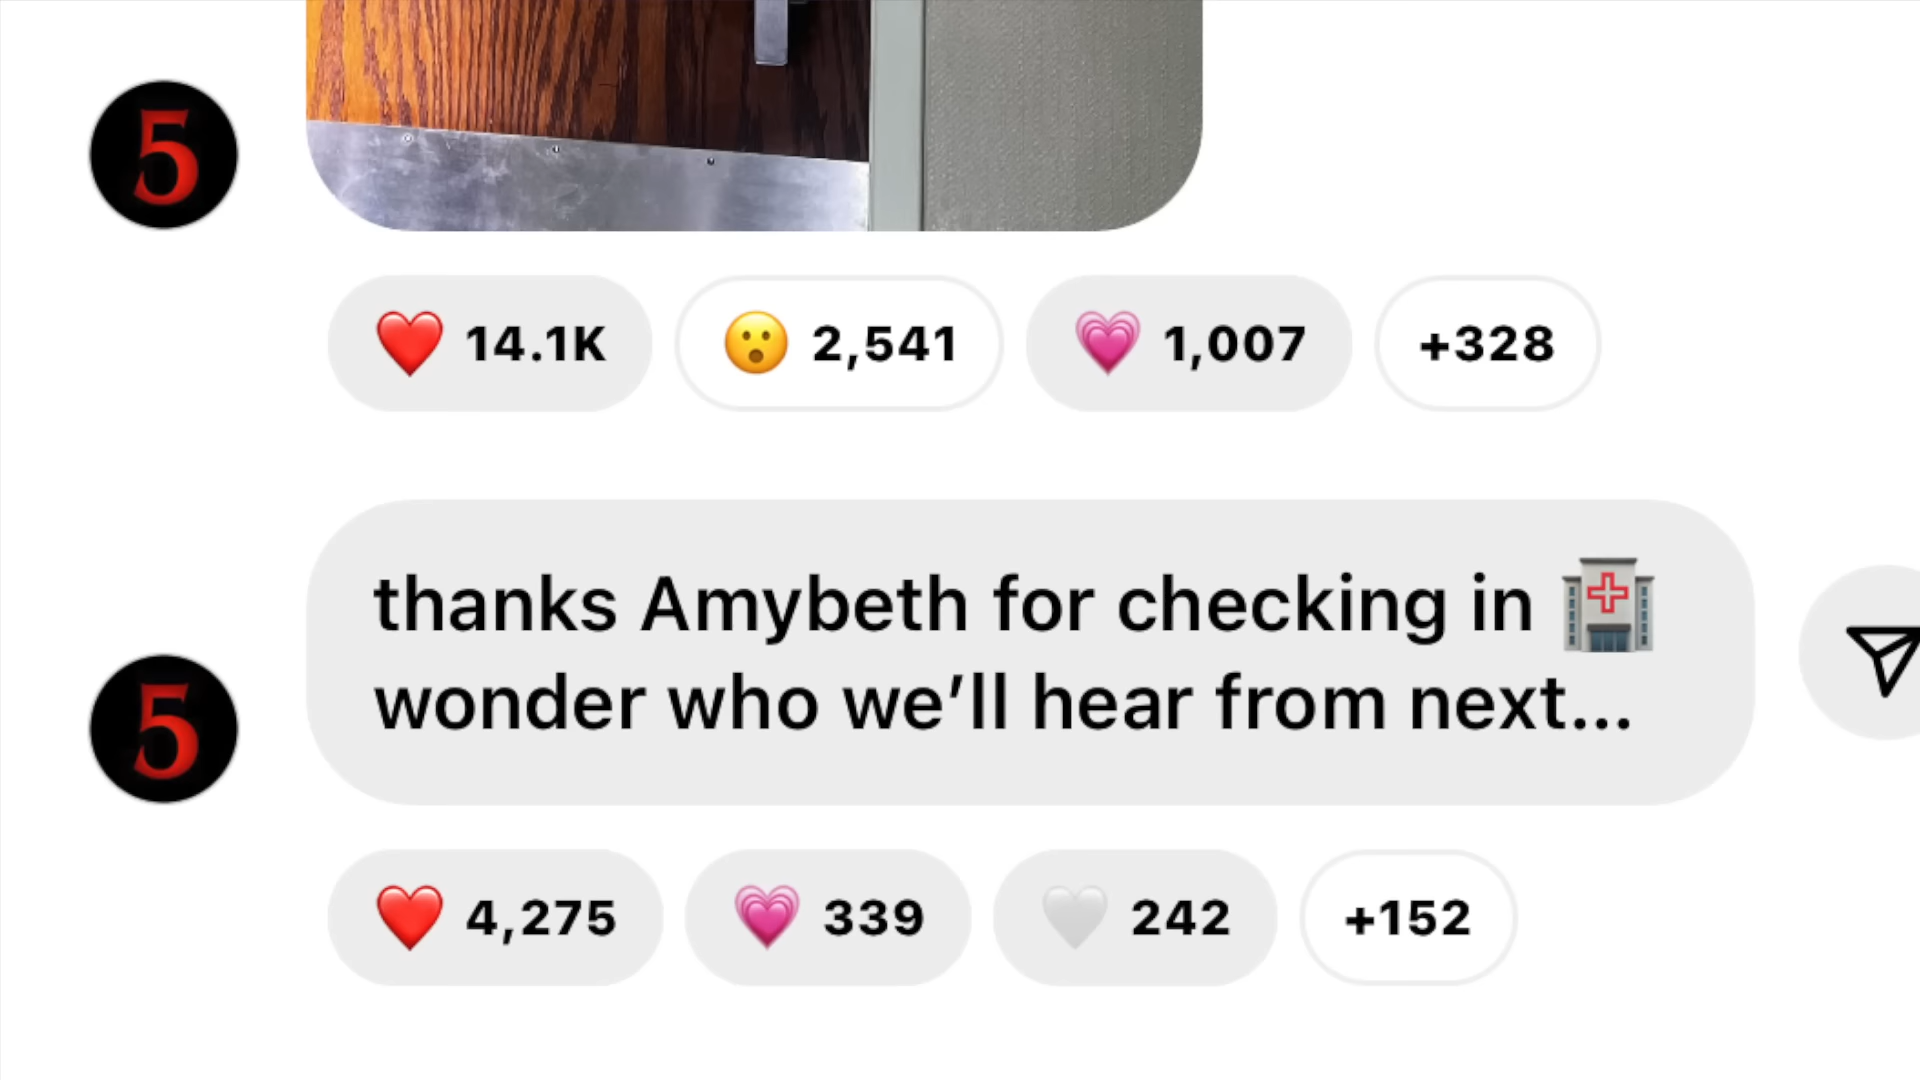 5
❤️ 14.1K 😮 2,541 💗 1,007 +328
thanks Amybeth for checking in 🏥
wonder who we’ll hear from next...
5
❤️ 4,275 💗 339 🤍 242 +152